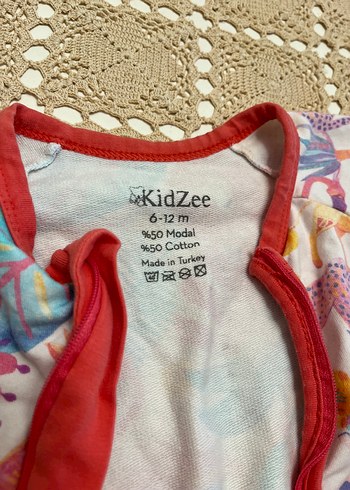 KidZee
6-12 m
%50 Modal
%50 Cotton
Made in Turkey